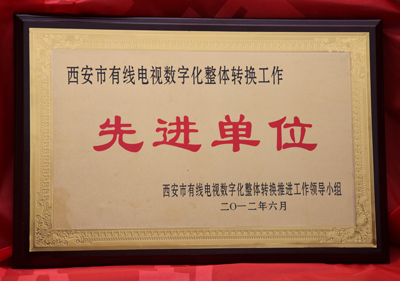 西安市有线电视数字化整体转换工作
先进单位
西安市有线电视数字化整体转换推进工作领导小组
二〇一二年六月